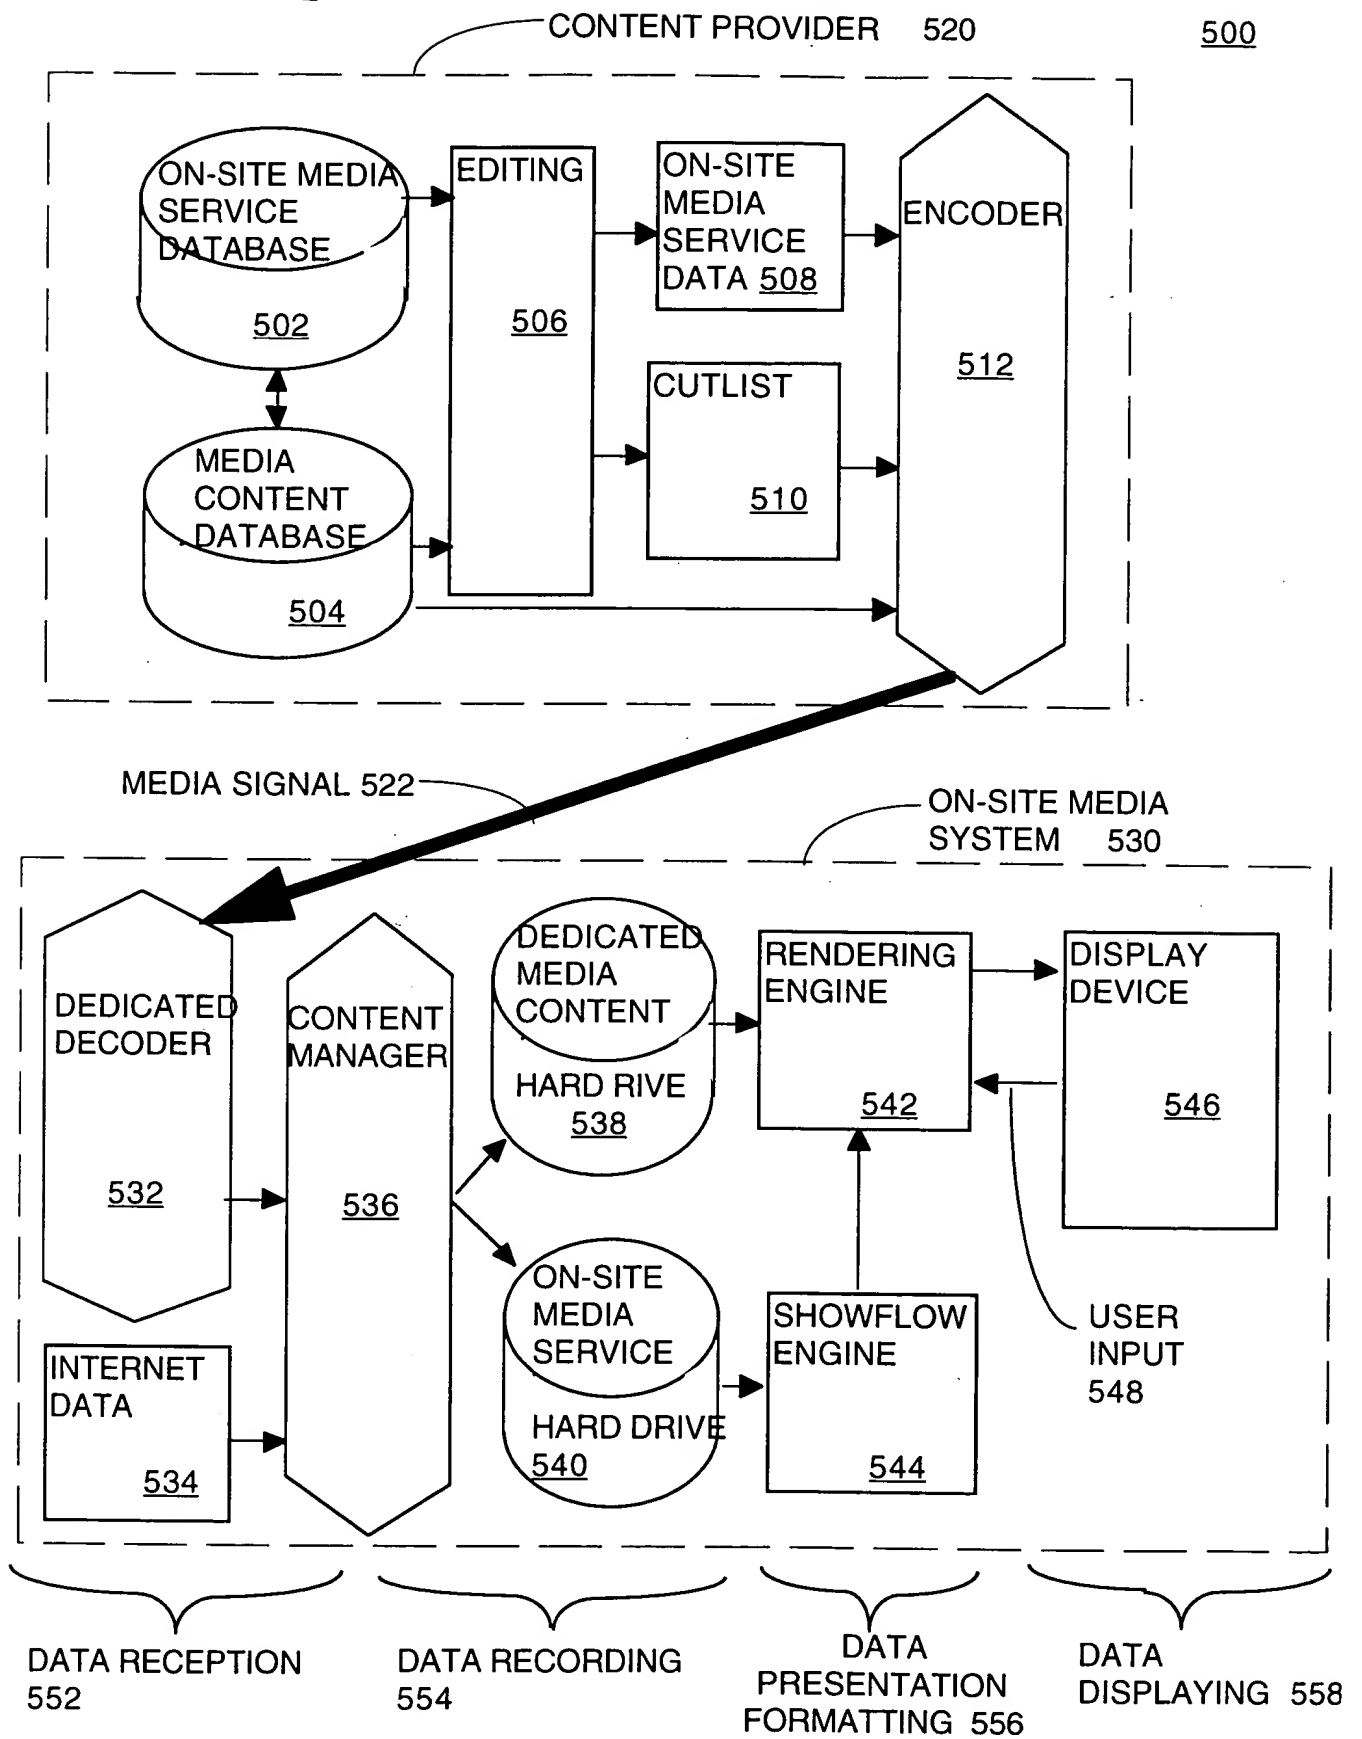 CONTENT PROVIDER 520
500
ON-SITE MEDIA
SERVICE
DATABASE
502
EDITING
506
ON-SITE
MEDIA
SERVICE
DATA 508
ENCODER
512
CUTLIST
510
MEDIA
CONTENT
DATABASE
504
MEDIA SIGNAL 522
ON-SITE MEDIA
SYSTEM 530
DEDICATED
DECODER
532
CONTENT
MANAGER
536
DEDICATED
MEDIA
CONTENT
HARD RIVE
538
RENDERING
ENGINE
542
DISPLAY
DEVICE
546
INTERNET
DATA
534
ON-SITE
MEDIA
SERVICE
HARD DRIVE
540
SHOWFLOW
ENGINE
544
USER
INPUT
548
DATA RECEPTION
552
DATA RECORDING
554
DATA
PRESENTATION
FORMATTING 556
DATA
DISPLAYING 558